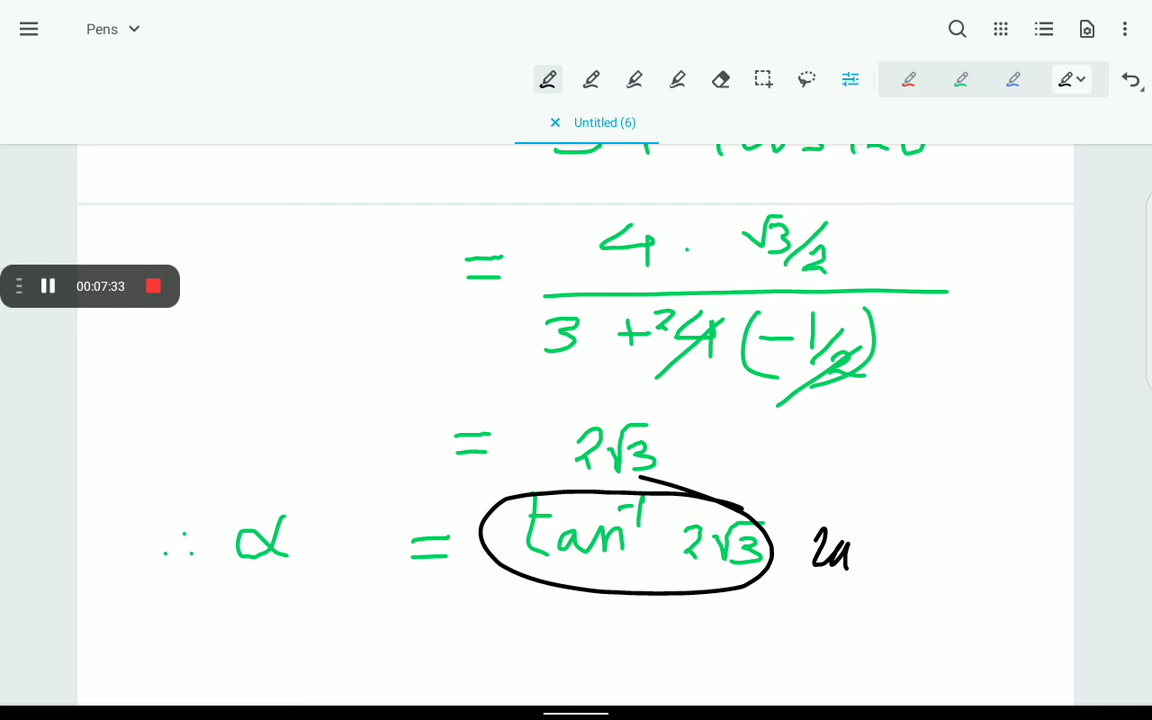 Pens
Untitled (6)
= 4 · √3/2
3 + 2 4 (-1/2)
00:07:33
= 2√3
∴ α = tan⁻¹ 2√3